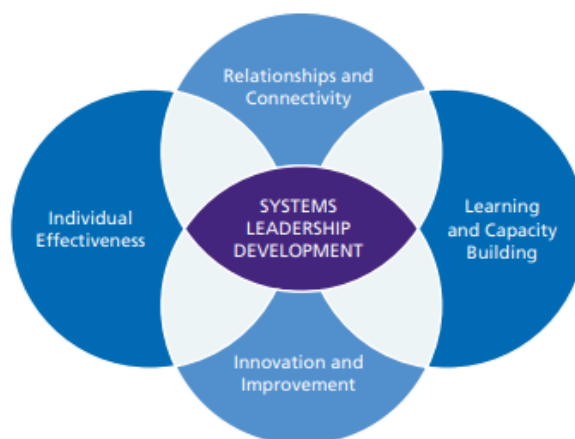 Relationships and
Connectivity
Individual
Effectiveness
SYSTEMS
LEADERSHIP
DEVELOPMENT
Learning
and Capacity
Building
Innovation and
Improvement